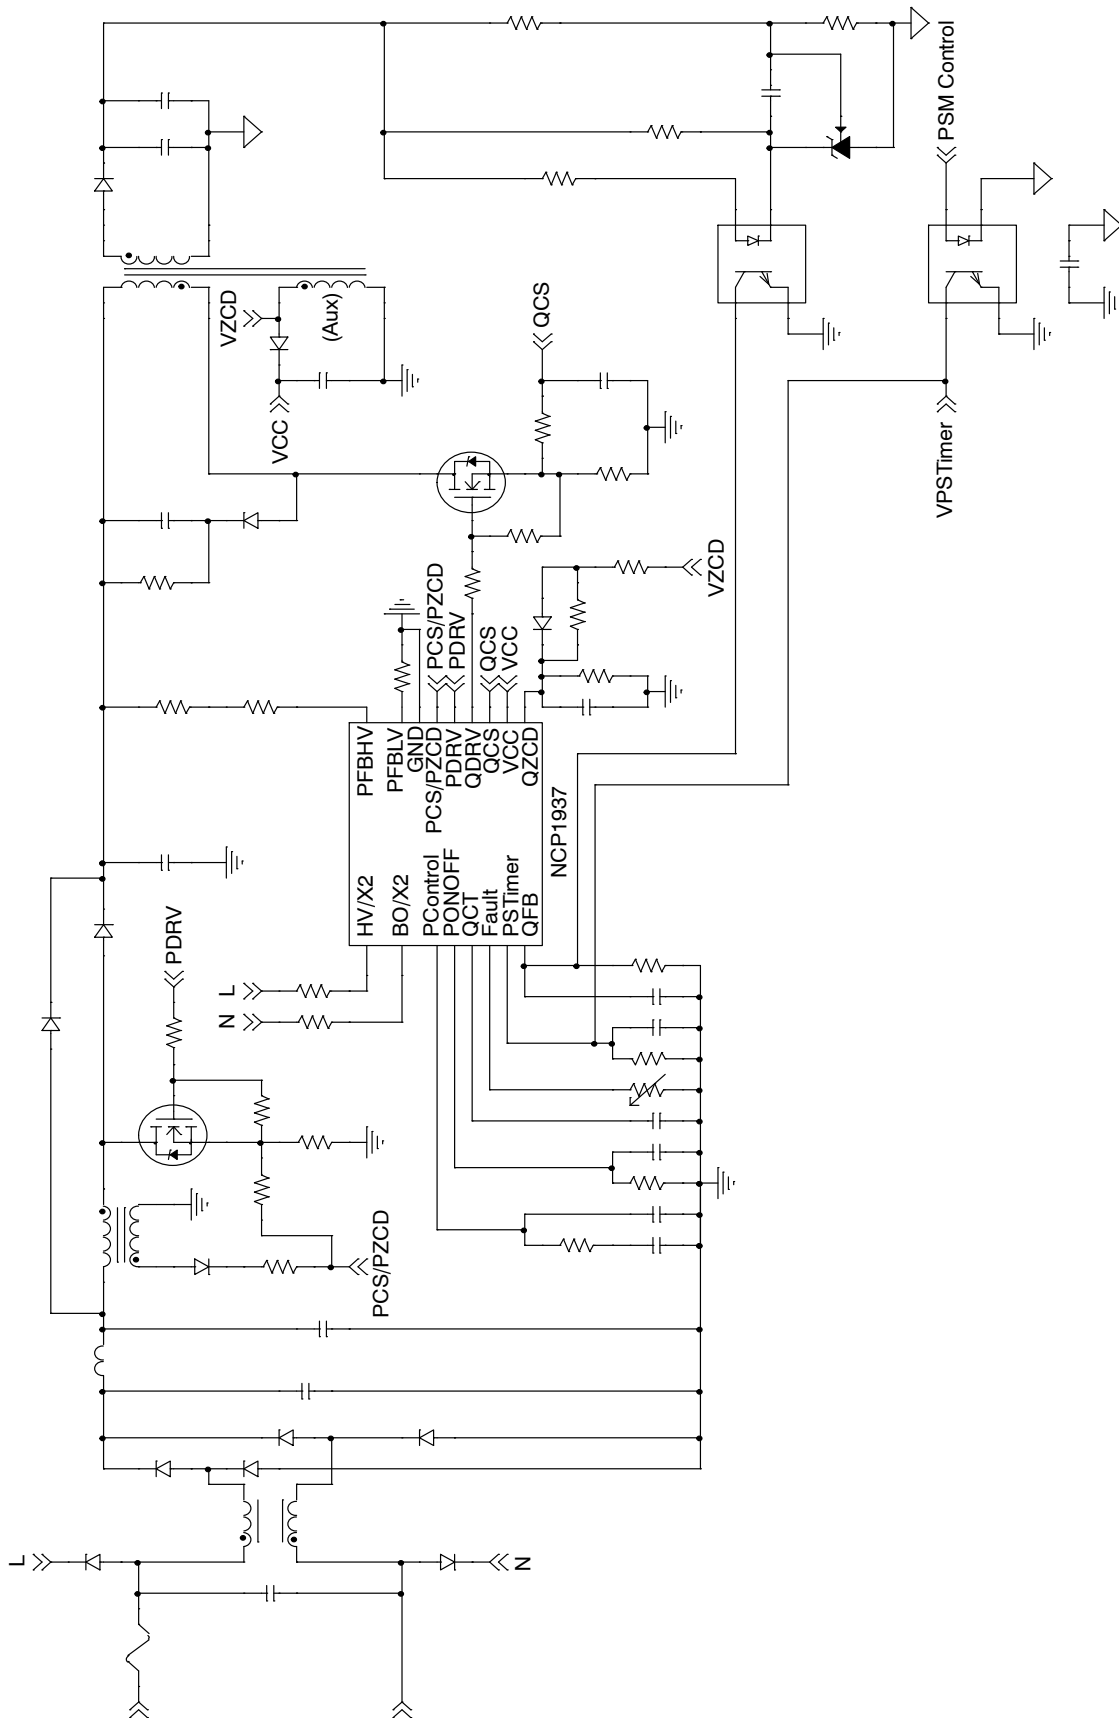 PSM Control
VZCD
(Aux)
VCC
QCS
VPSTimer
PCS/PZCD
PDRV
QCS
VCC
VZCD
PFBHV
PFBLV
GND
PCS/PZCD
PDRV
QDRV
QCS
VCC
QZCD
NCP1937
HV/X2
BO/X2
PControl
PONOFF
QCT
Fault
PSTimer
QFB
PDRV
L
N
PCS/PZCD
L
N